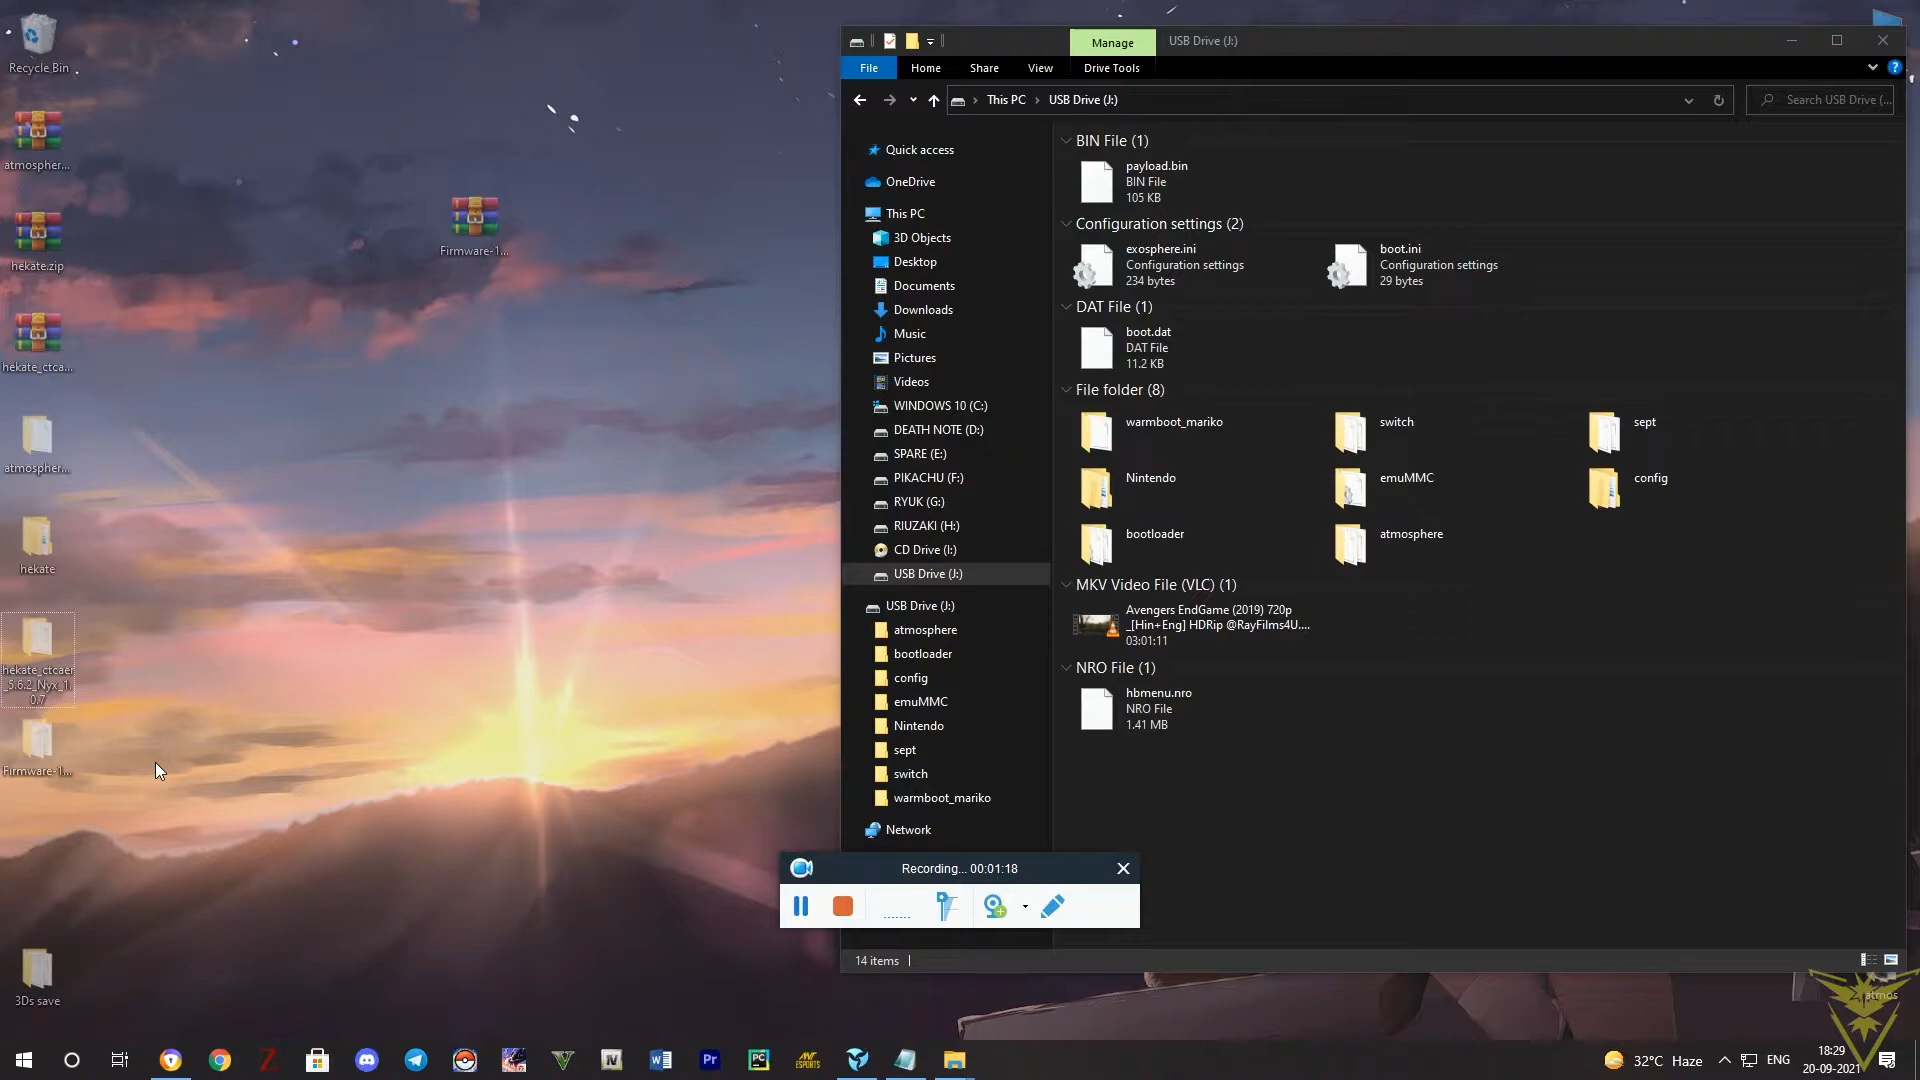 Recycle Bin
atmospher...
hekate.zip
hekate_ctca...
atmospher...
hekate
hekate_ctcaer
_5.6.2_Nyx_1.
0.7
Firmware-1...
3Ds save
Firmware-1...
Manage
USB Drive (J:)
File
Home
Share
View
Drive Tools
This PC
USB Drive (J:)
Search USB Drive (...
Quick access
OneDrive
This PC
3D Objects
Desktop
Documents
Downloads
Music
Pictures
Videos
WINDOWS 10 (C:)
DEATH NOTE (D:)
SPARE (E:)
PIKACHU (F:)
RYUK (G:)
RIUZAKI (H:)
CD Drive (I:)
USB Drive (J:)
USB Drive (J:)
atmosphere
bootloader
config
emuMMC
Nintendo
sept
switch
warmboot_mariko
Network
BIN File (1)
payload.bin
BIN File
105 KB
Configuration settings (2)
exosphere.ini
Configuration settings
234 bytes
boot.ini
Configuration settings
29 bytes
DAT File (1)
boot.dat
DAT File
11.2 KB
File folder (8)
warmboot_mariko
switch
sept
Nintendo
emuMMC
config
bootloader
atmosphere
MKV Video File (VLC) (1)
Avengers EndGame (2019) 720p
_[Hin+Eng] HDRip @RayFilms4U....
03:01:11
NRO File (1)
hbmenu.nro
NRO File
1.41 MB
Recording... 00:01:18
14 items
atmos
32°C Haze
ENG
18:29
20-09-2021